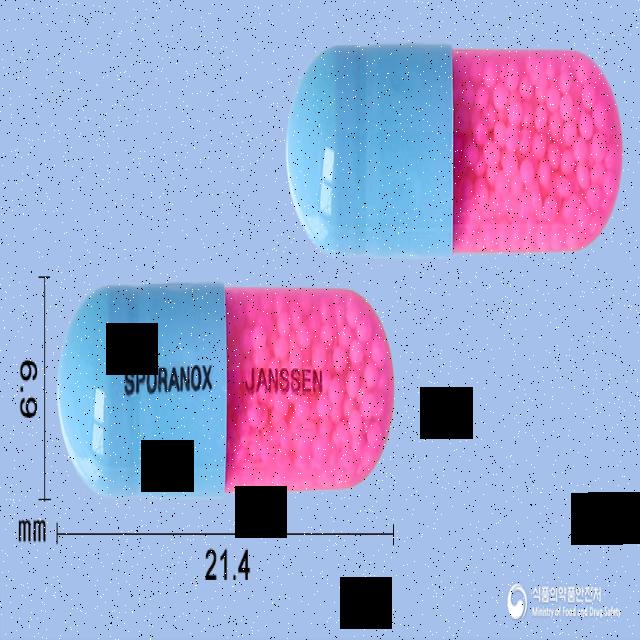 SPORANOX JANSSEN
6.9
mm
21.4
식품의약품안전처
Ministry of Food and Drug Safety